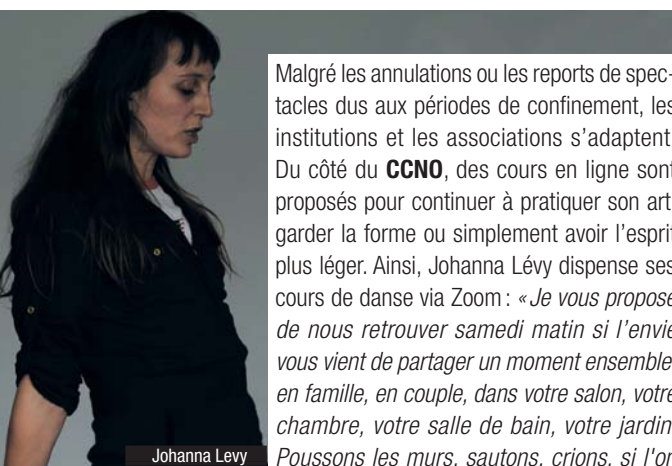 Malgré les annulations ou les reports de spec-
tacles dus aux périodes de confinement, les
institutions et les associations s’adaptent
Du côté du CCNO, des cours en ligne sont
proposés pour continuer à pratiquer son art
garder la forme ou simplement avoir l’esprit
plus léger. Ainsi, Johanna Lévy dispense ses
cours de danse via Zoom : «Je vous propose
de nous retrouver samedi matin si l’envie
vous vient de partager un moment ensemble
en famille, en couple, dans votre salon, votre
chambre, votre salle de bain, votre jardin
Poussons les murs, sautons, crions, si l'on
Johanna Levy